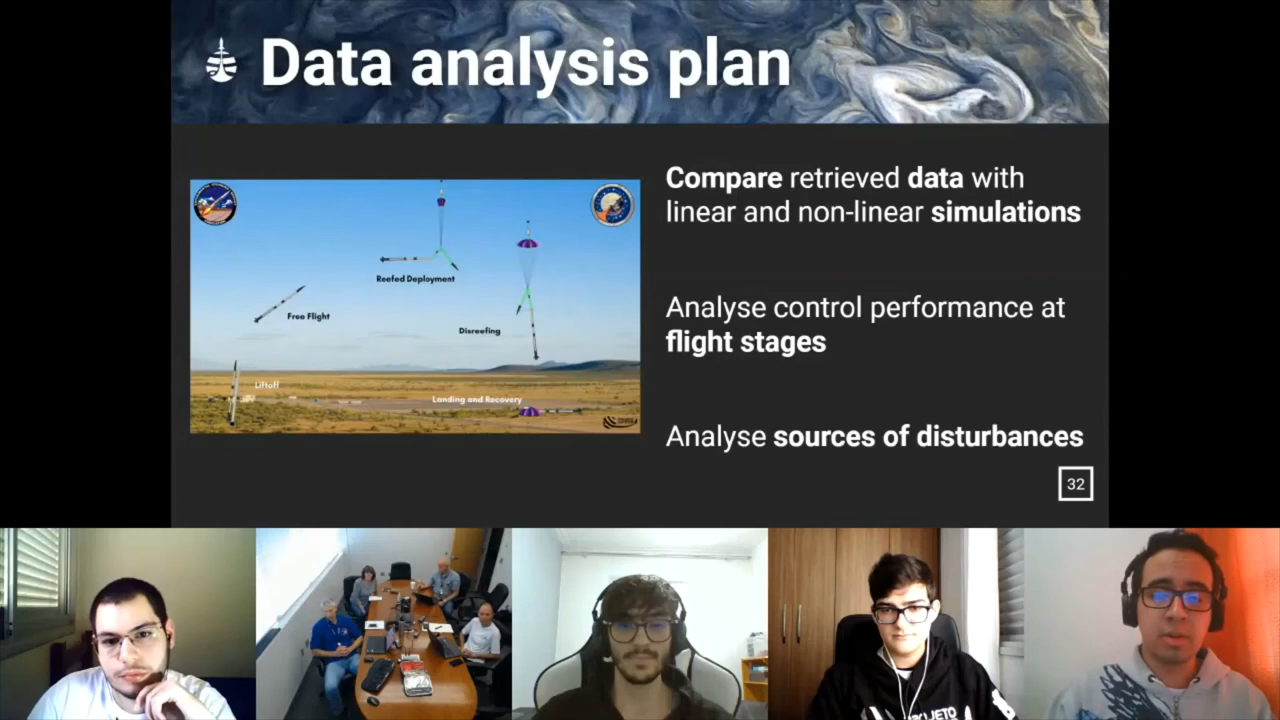 Data analysis plan
Compare retrieved data with
linear and non-linear simulations
Reefed Deployment
Free Flight
Disreefing
Analyse control performance at
flight stages
Liftoff
Landing and Recovery
Analyse sources of disturbances
32